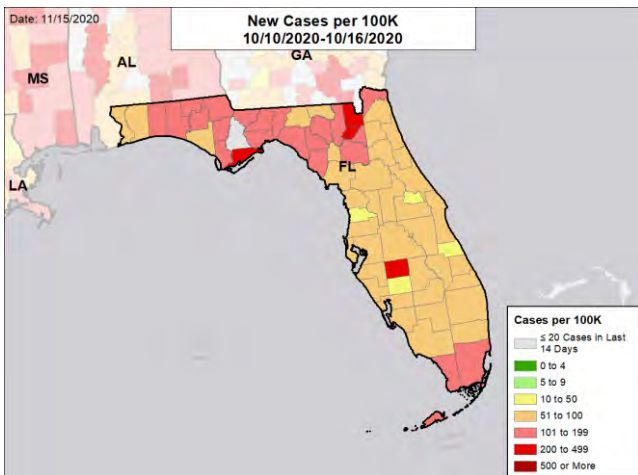 Date: 11/15/2020
New Cases per 100K
10/10/2020-10/16/2020
GA
AL
MS
LA
FL
Cases per 100K
≤ 20 Cases in Last
14 Days
0 to 4
5 to 9
10 to 50
51 to 100
101 to 199
200 to 499
500 or More